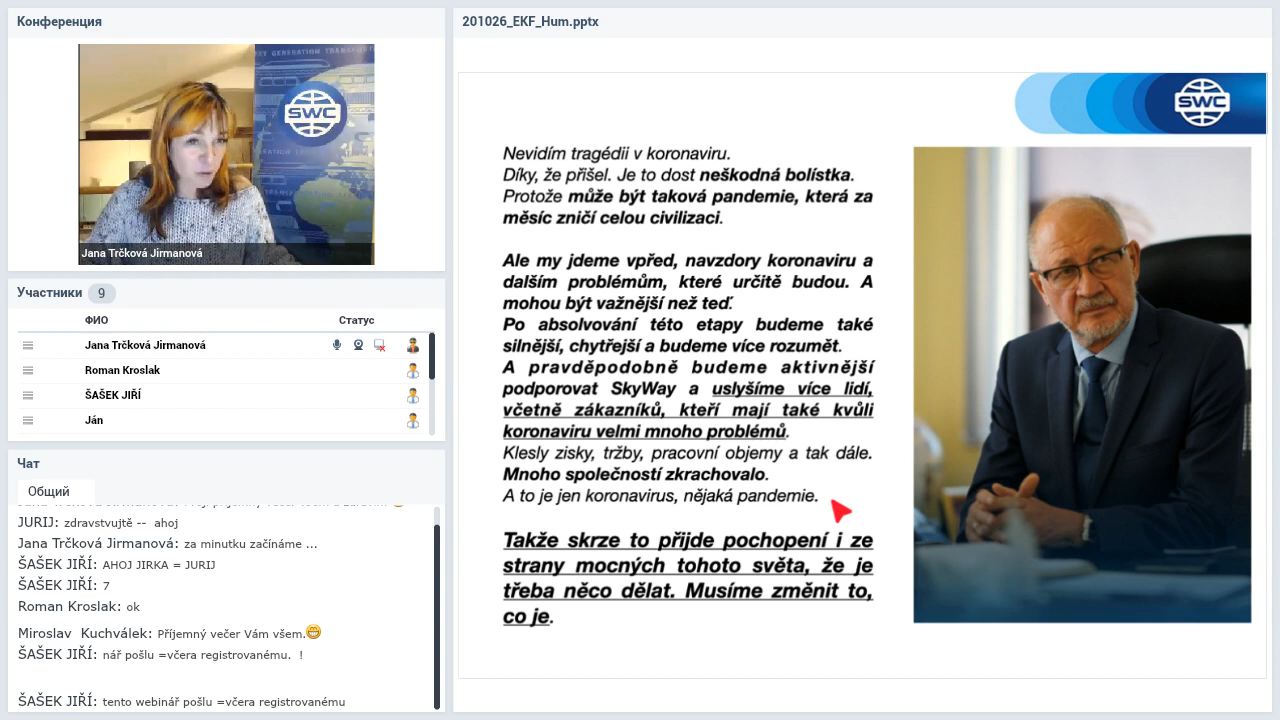 Конференция
NEXT GENERATION TRANSPORT
SWC
Jana Trčková Jirmanová
Участники 9
ФИО Статус
Jana Trčková Jirmanová
Roman Kroslak
ŠAŠEK JIŘÍ
Ján
Чат
Общий
JURIJ: zdravstvujtě -- ahoj
Jana Trčková Jirmanová: za minutku začínáme ...
ŠAŠEK JIŘÍ: AHOJ JIRKA = JURIJ
ŠAŠEK JIŘÍ: 7
Roman Kroslak: ok
Miroslav Kuchválek: Příjemný večer Vám všem.
ŠAŠEK JIŘÍ: nář pošlu =včera registrovanému. !
ŠAŠEK JIŘÍ: tento webinář pošlu =včera registrovanému
201026_EKF_Hum.pptx
SWC
Nevidím tragédii v koronaviru.
Díky, že přišel. Je to dost neškodná bolístka.
Protože může být taková pandemie, která za
měsíc zničí celou civilizaci.
Ale my jdeme vpřed, navzdory koronaviru a
dalším problémům, které určitě budou. A
mohou být važnější než teď.
Po absolvování této etapy budeme také
silnější, chytřejší a budeme více rozumět.
A pravděpodobně budeme aktivnější
podporovat SkyWay a uslyšíme více lidí,
včetně zákazníků, kteří mají také kvůli
koronaviru velmi mnoho problémů.
Klesly zisky, tržby, pracovní objemy a tak dále.
Mnoho společností zkrachovalo.
A to je jen koronavirus, nějaká pandemie.
Takže skrze to přijde pochopení i ze
strany mocných tohoto světa, že je
třeba něco dělat. Musíme změnit to,
co je.